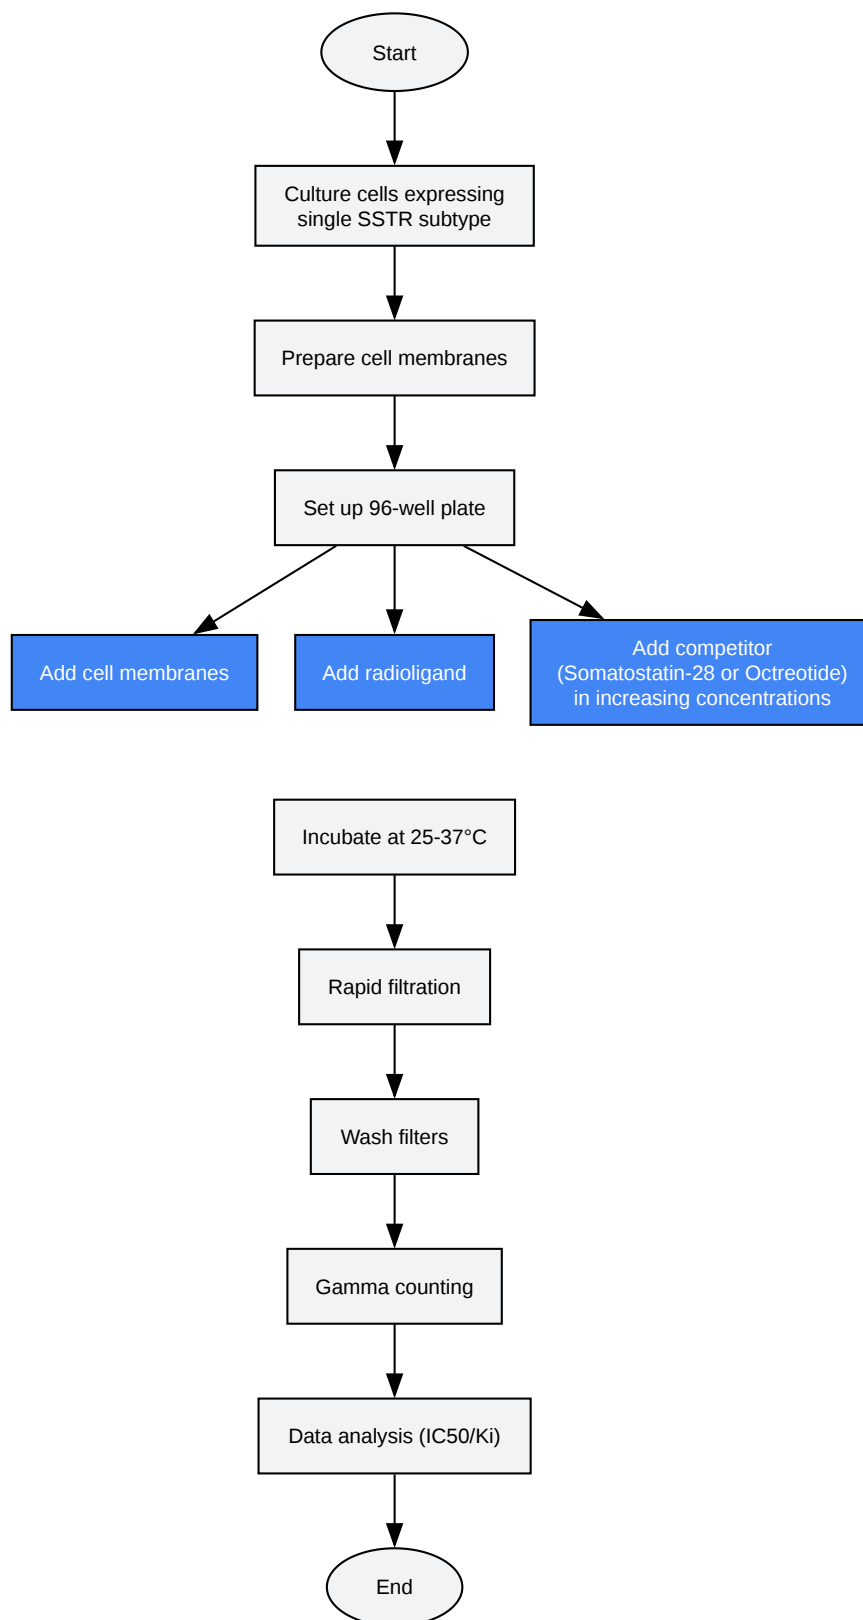 Start
Culture cells expressing
single SSTR subtype
Prepare cell membranes
Set up 96-well plate
Add cell membranes
Add radioligand
Add competitor
(Somatostatin-28 or Octreotide)
in increasing concentrations
Incubate at 25-37°C
Rapid filtration
Wash filters
Gamma counting
Data analysis (IC50/Ki)
End